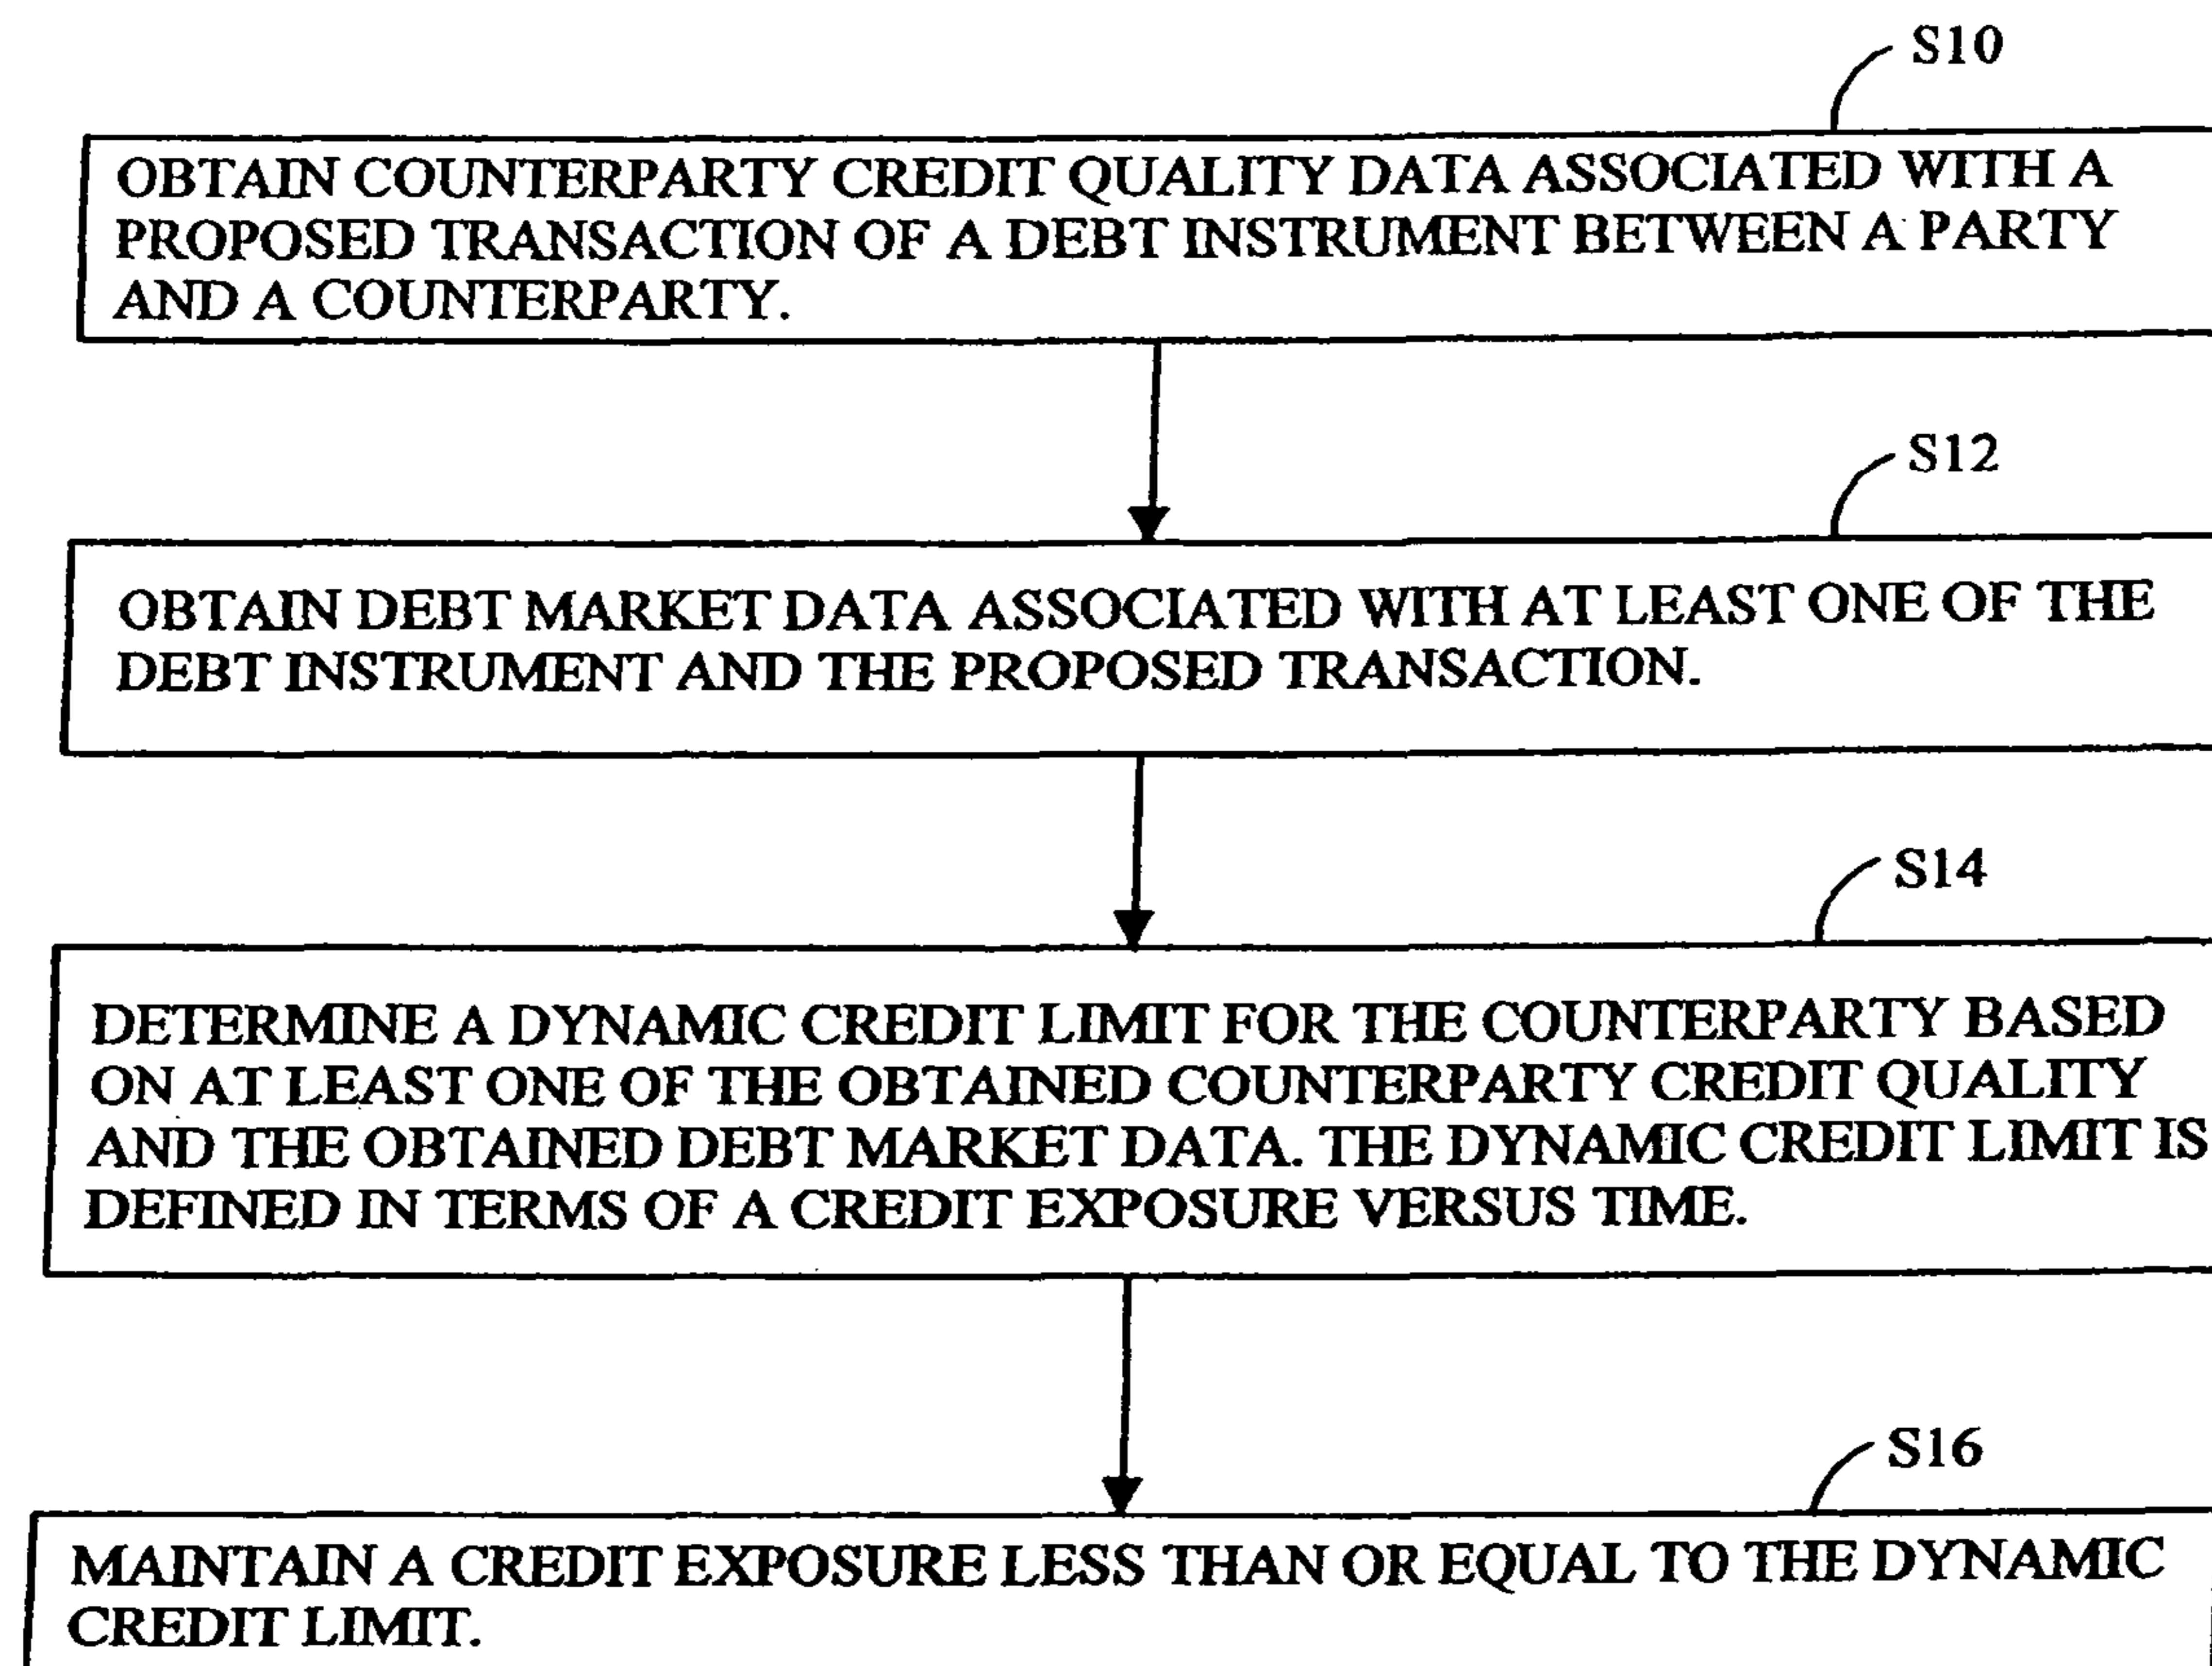 S10
OBTAIN COUNTERPARTY CREDIT QUALITY DATA ASSOCIATED WITH A
PROPOSED TRANSACTION OF A DEBT INSTRUMENT BETWEEN A PARTY
AND A COUNTERPARTY.
S12
OBTAIN DEBT MARKET DATA ASSOCIATED WITH AT LEAST ONE OF THE
DEBT INSTRUMENT AND THE PROPOSED TRANSACTION.
S14
DETERMINE A DYNAMIC CREDIT LIMIT FOR THE COUNTERPARTY BASED
ON AT LEAST ONE OF THE OBTAINED COUNTERPARTY CREDIT QUALITY
AND THE OBTAINED DEBT MARKET DATA. THE DYNAMIC CREDIT LIMIT IS
DEFINED IN TERMS OF A CREDIT EXPOSURE VERSUS TIME.
S16
MAINTAIN A CREDIT EXPOSURE LESS THAN OR EQUAL TO THE DYNAMIC
CREDIT LIMIT.